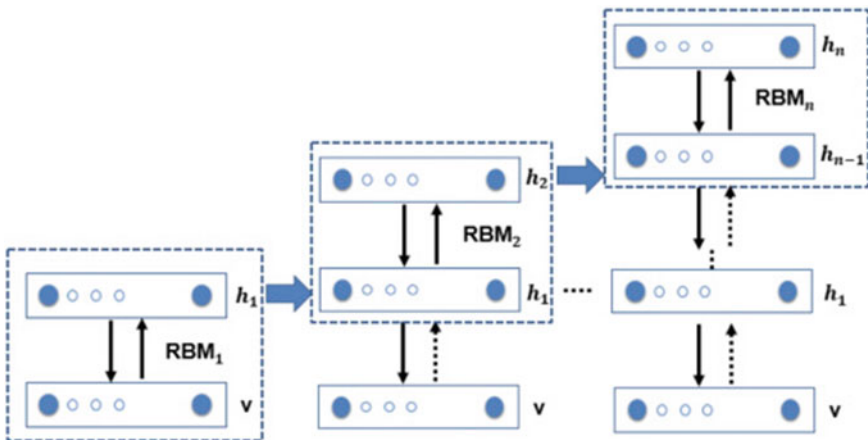 hₙ
RBMₙ
hₙ₋₁
h₂
RBM₂
h₁
h₁
h₁
RBM₁
v
v
v